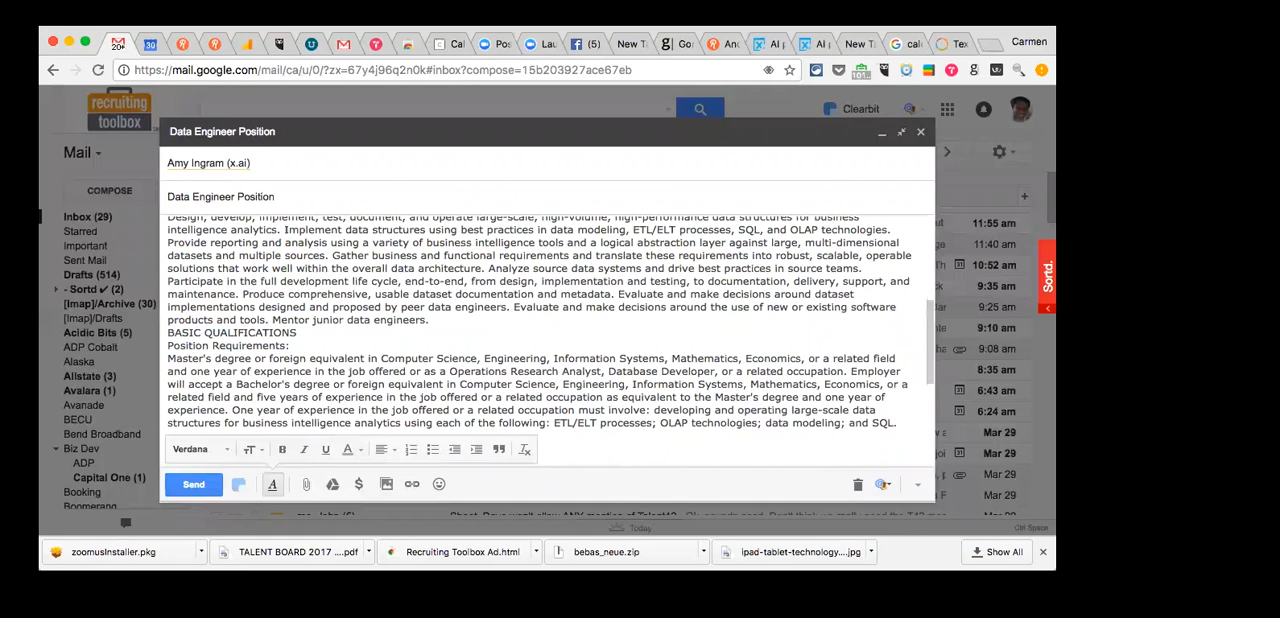 20+
30
Cal
Pos
Lau
(5)
New T
Gor
Anc
AI p
AI p
New T
cal
Tex
Carmen
https://mail.google.com/mail/ca/u/0/?zx=67y4j96q2n0k#inbox?compose=15b203927ace67eb
recruiting
toolbox
Clearbit
Data Engineer Position
Mail
Amy Ingram (x.ai)
COMPOSE
Data Engineer Position
Inbox (29)
Starred
Important
Sent Mail
Drafts (514)
- Sortd ✔ (2)
[Imap]/Archive (30)
[Imap]/Drafts
Acidic Bits (5)
ADP Cobalt
Alaska
Allstate (3)
Avalara (1)
Avanade
BECU
Bend Broadband
Biz Dev
ADP
Capital One (1)
Booking
Boomerang
Design, develop, implement, test, document, and operate large-scale, high-volume, high-performance data structures for business
intelligence analytics. Implement data structures using best practices in data modeling, ETL/ELT processes, SQL, and OLAP technologies.
Provide reporting and analysis using a variety of business intelligence tools and a logical abstraction layer against large, multi-dimensional
datasets and multiple sources. Gather business and functional requirements and translate these requirements into robust, scalable, operable
solutions that work well within the overall data architecture. Analyze source data systems and drive best practices in source teams.
Participate in the full development life cycle, end-to-end, from design, implementation and testing, to documentation, delivery, support, and
maintenance. Produce comprehensive, usable dataset documentation and metadata. Evaluate and make decisions around dataset
implementations designed and proposed by peer data engineers. Evaluate and make decisions around the use of new or existing software
products and tools. Mentor junior data engineers.
BASIC QUALIFICATIONS
Position Requirements:
Master's degree or foreign equivalent in Computer Science, Engineering, Information Systems, Mathematics, Economics, or a related field
and one year of experience in the job offered or as a Operations Research Analyst, Database Developer, or a related occupation. Employer
will accept a Bachelor's degree or foreign equivalent in Computer Science, Engineering, Information Systems, Mathematics, Economics, or a
related field and five years of experience in the job offered or a related occupation as equivalent to the Master's degree and one year of
experience. One year of experience in the job offered or a related occupation must involve: developing and operating large-scale data
structures for business intelligence analytics using each of the following: ETL/ELT processes; OLAP technologies; data modeling; and SQL.
Verdana
B I U A
Send
11:55 am
11:40 am
10:52 am
9:35 am
9:25 am
9:10 am
9:08 am
8:35 am
6:43 am
6:24 am
Mar 29
Mar 29
Mar 29
Mar 29
Sortd.
Today
Ctrl Space
zoomusInstaller.pkg
TALENT BOARD 2017 ....pdf
Recruiting Toolbox Ad.html
bebas_neue.zip
ipad-tablet-technology....jpg
Show All